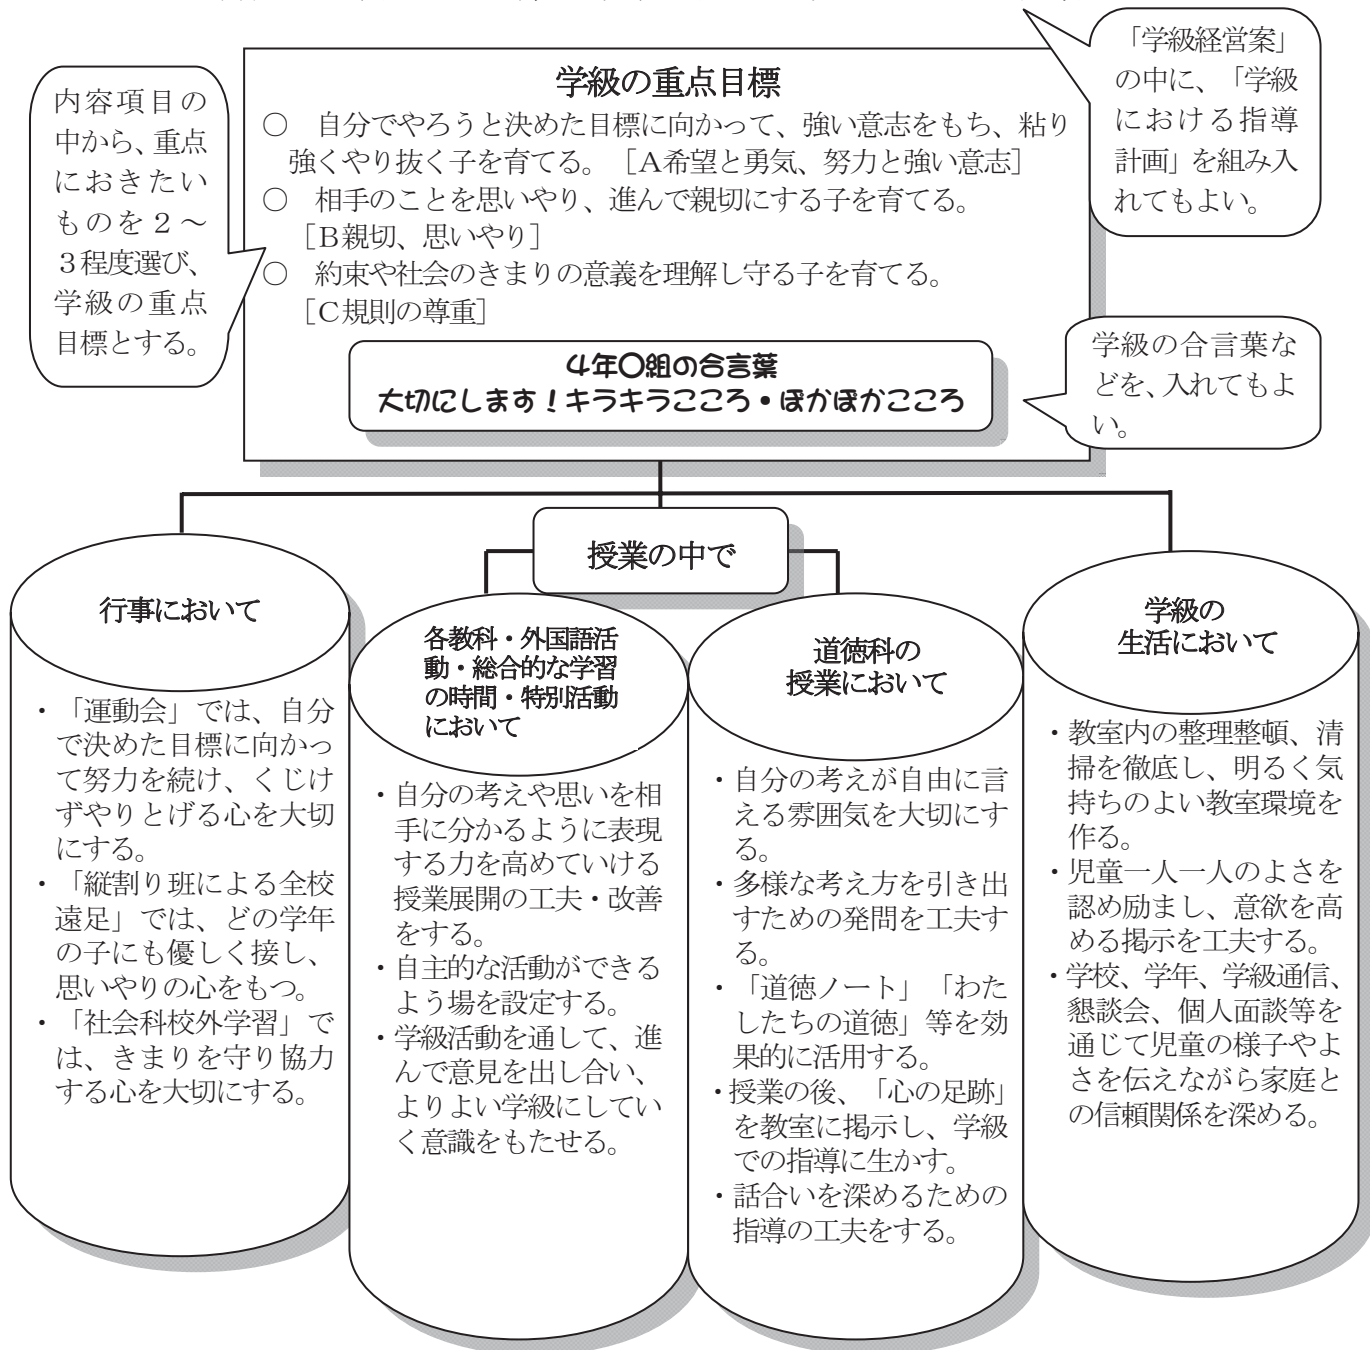 「学級経営案」
の中に、「学級
における指導
計画」を組み入
れてもよい。
内容項目の
中から、重点
におきたい
ものを２～
３程度選び、
学級の重点
目標とする。
学級の重点目標
○　自分でやろうと決めた目標に向かって、強い意志をもち、粘り
強くやり抜く子を育てる。［Ａ希望と勇気、努力と強い意志］
○　相手のことを思いやり、進んで親切にする子を育てる。
［Ｂ親切、思いやり］
○　約束や社会のきまりの意義を理解し守る子を育てる。
［Ｃ規則の尊重］
４年○組の合言葉
大切にします！キラキラこころ・ぽかぽかこころ
学級の合言葉な
どを、入れてもよ
い。
授業の中で
行事において
・「運動会」では、自分
で決めた目標に向かっ
て努力を続け、くじけ
ずやりとげる心を大切
にする。
・「縦割り班による全校
遠足」では、どの学年
の子にも優しく接し、
思いやりの心をもつ。
・「社会科校外学習」で
は、きまりを守り協力
する心を大切にする。
各教科・外国語活
動・総合的な学習
の時間・特別活動
において
・自分の考えや思いを相
手に分かるように表現
する力を高めていける
授業展開の工夫・改善
をする。
・自主的な活動ができる
よう場を設定する。
・学級活動を通して、進
んで意見を出し合い、
よりよい学級にしてい
く意識をもたせる。
道徳科の
授業において
・自分の考えが自由に言
える雰囲気を大切にす
る。
・多様な考え方を引き出
すための発問を工夫す
る。
・「道徳ノート」「わた
したちの道徳」等を効
果的に活用する。
・授業の後、「心の足跡」
を教室に掲示し、学級
での指導に生かす。
・話合いを深めるための
指導の工夫をする。
学級の
生活において
・教室内の整理整頓、清
掃を徹底し、明るく気
持ちのよい教室環境を
作る。
・児童一人一人のよさを
認め励まし、意欲を高
める掲示を工夫する。
・学校、学年、学級通信、
懇談会、個人面談等を
通じて児童の様子やよ
さを伝えながら家庭と
の信頼関係を深める。